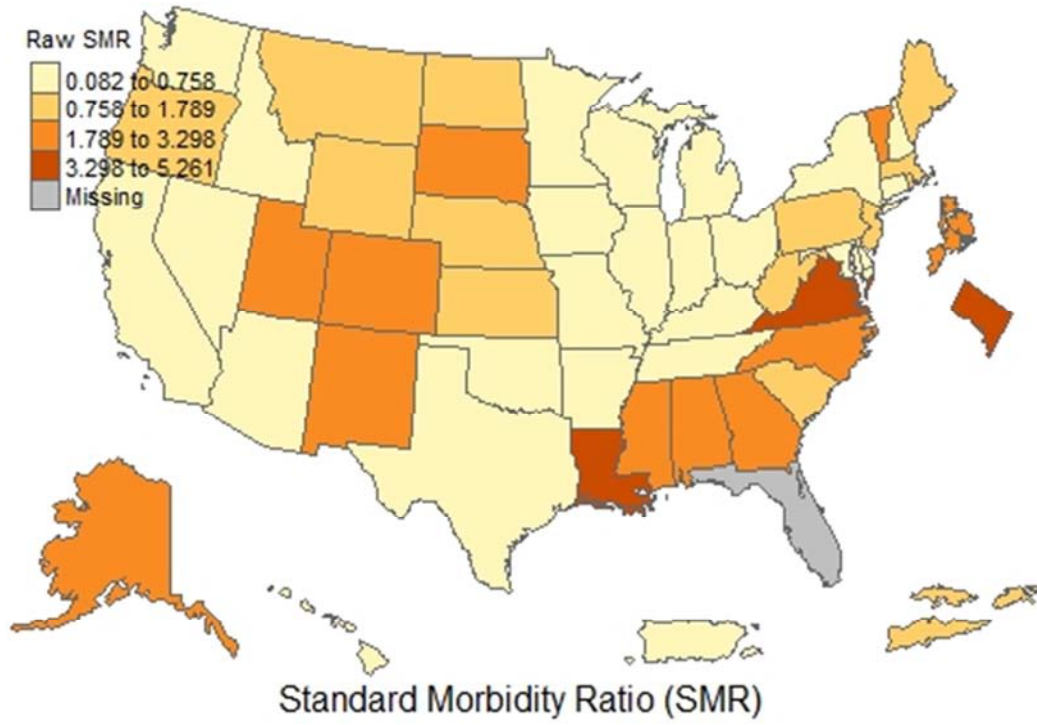 Raw SMR
0.082 to 0.758
0.758 to 1.789
1.789 to 3.298
3.298 to 5.261
Missing
Standard Morbidity Ratio (SMR)